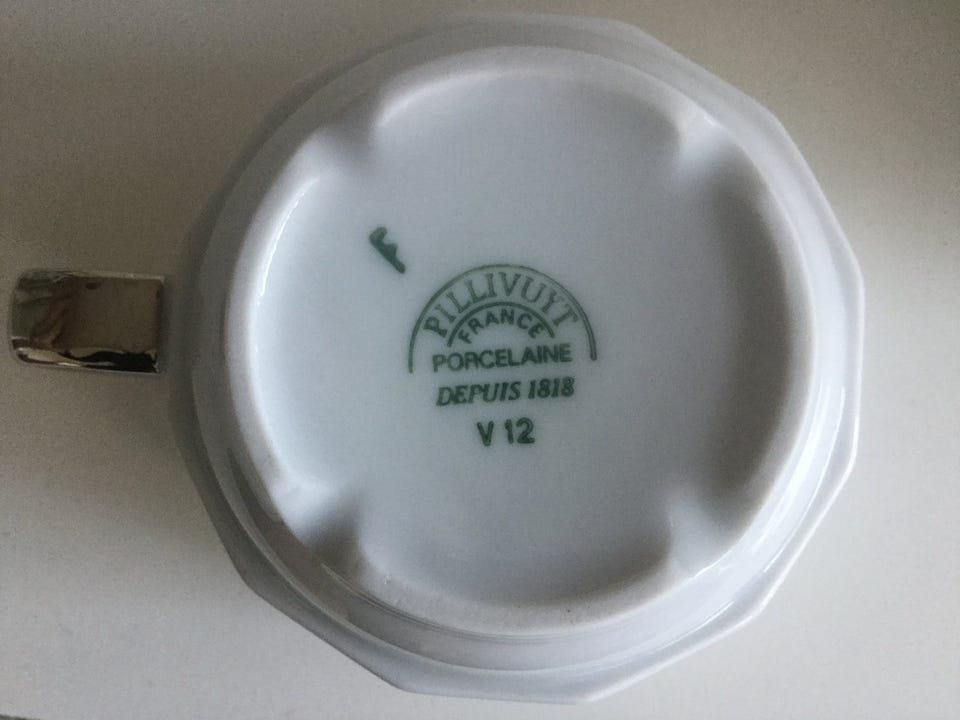 F
PILLIVUYT
FRANCE
PORCELAINE
DEPUIS 1818
V 12